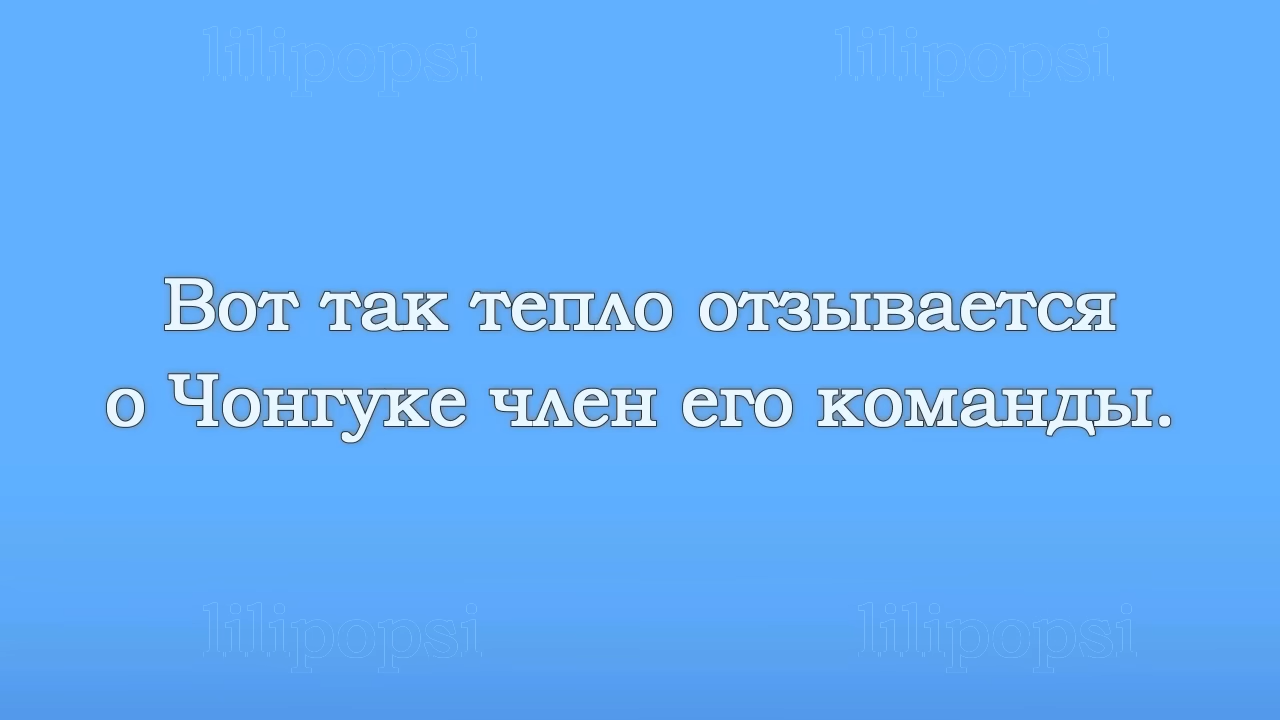 lilipopsi lilipopsi
Вот так тепло отзывается
о Чонгуке член его команды.
lilipopsi lilipopsi